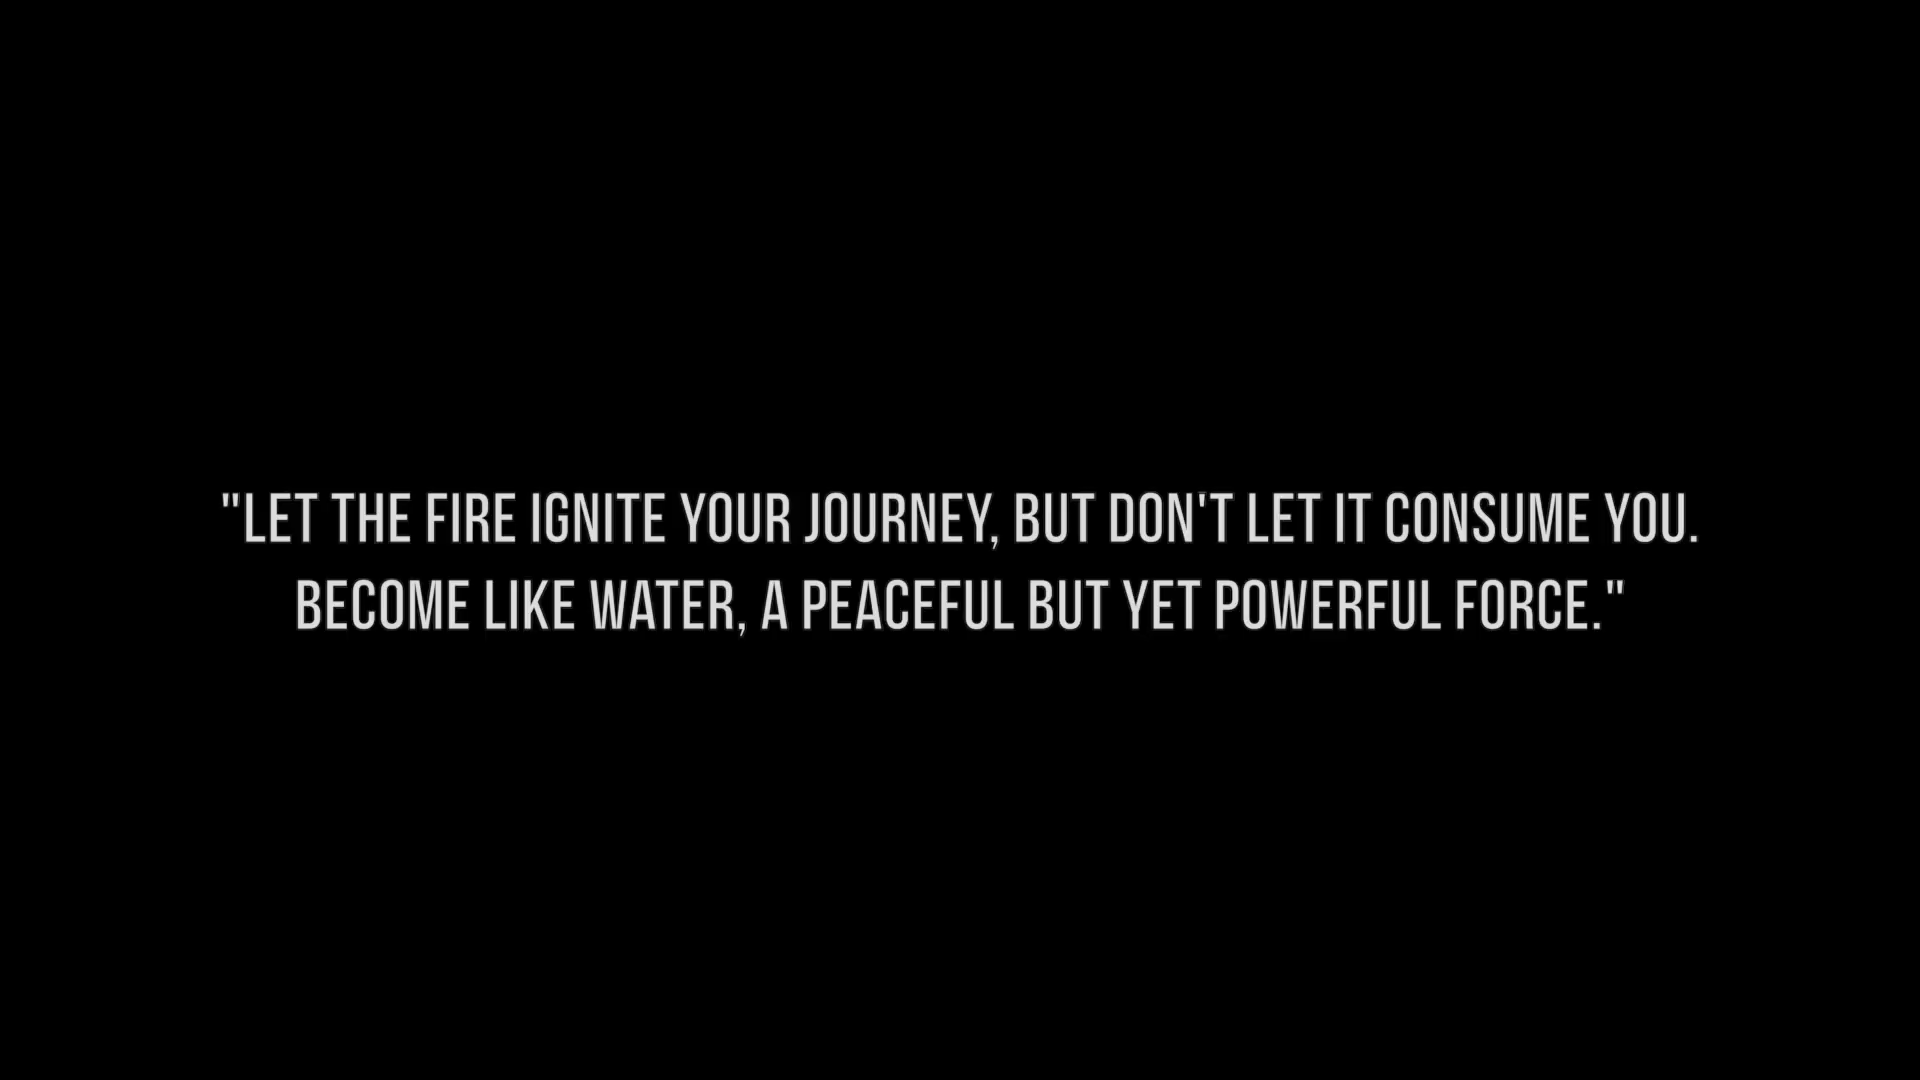 "LET THE FIRE IGNITE YOUR JOURNEY, BUT DON'T LET IT CONSUME YOU.
BECOME LIKE WATER, A PEACEFUL BUT YET POWERFUL FORCE."